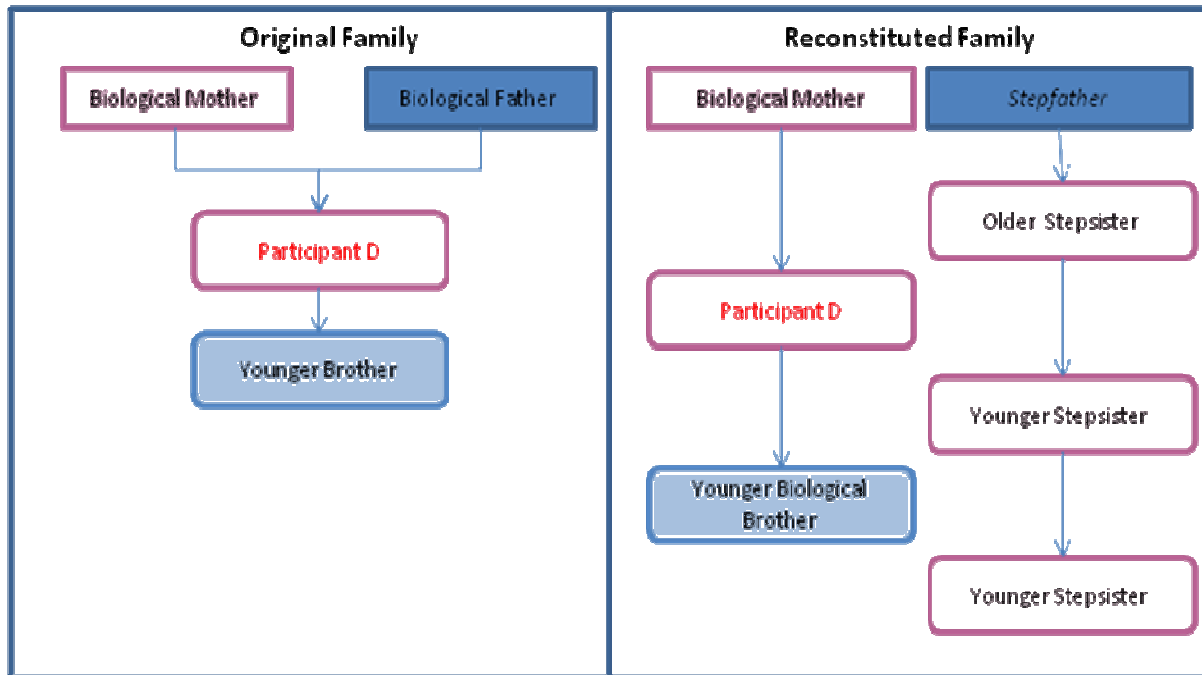 Original Family
Biological Mother
Biological Father
Participant D
Younger Brother
Reconstituted Family
Biological Mother
Stepfather
Older Stepsister
Participant D
Younger Stepsister
Younger Biological
Brother
Younger Stepsister